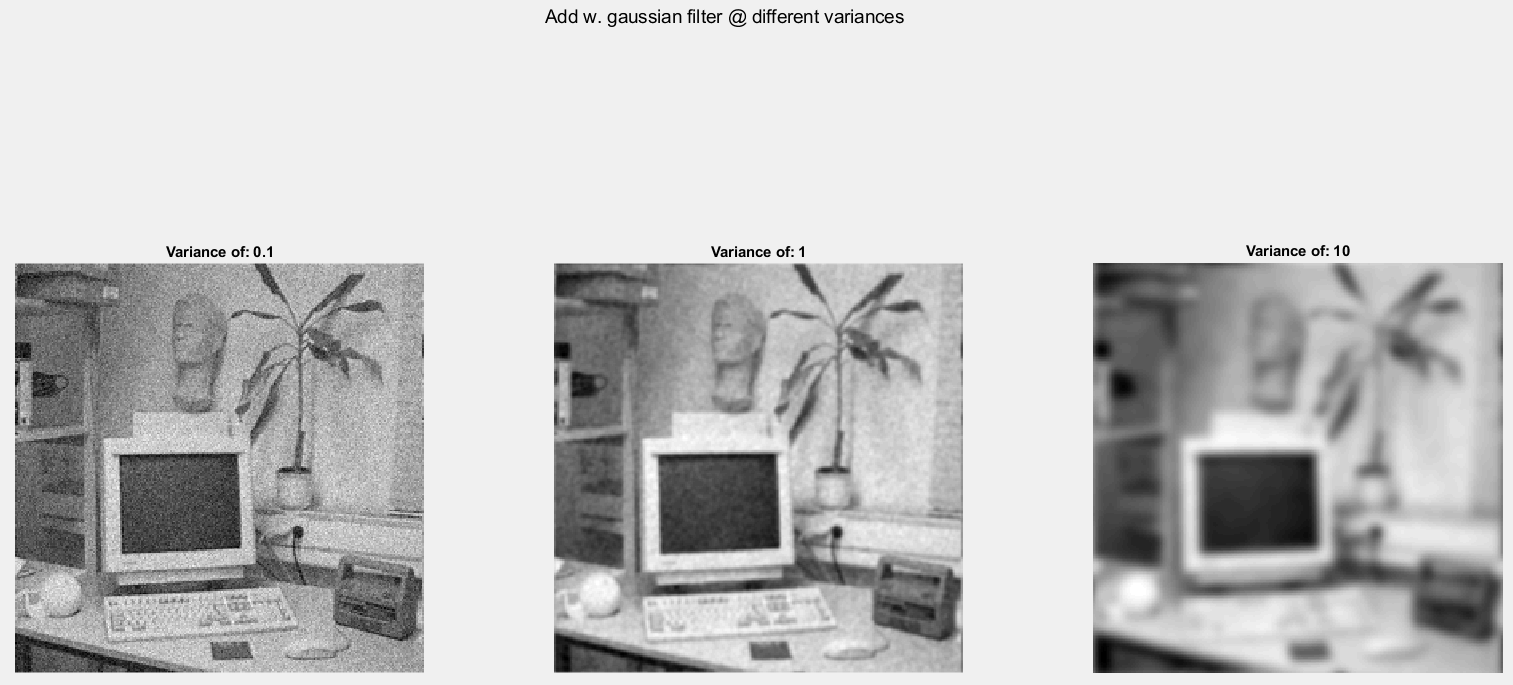 Add w. gaussian filter @ different variances
Variance of: 0.1
Variance of: 1
Variance of: 10